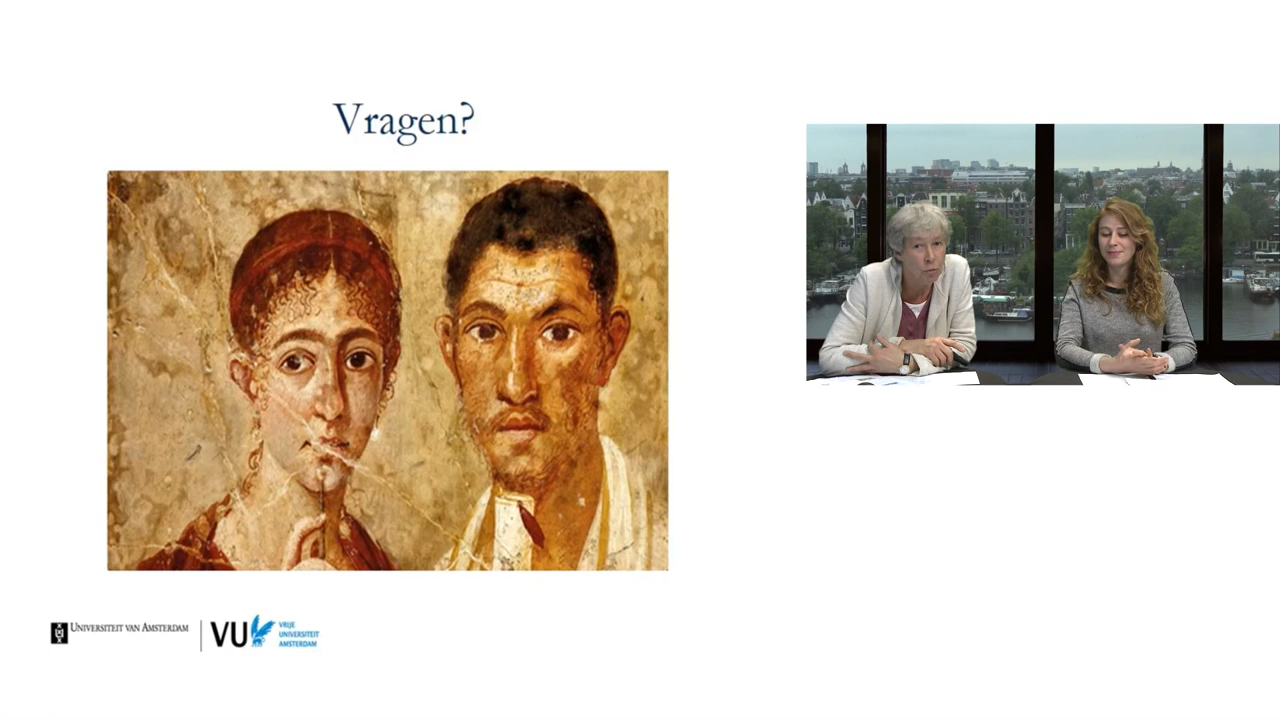 Vragen?
UNIVERSITEIT VAN AMSTERDAM
VU
VRIJE
UNIVERSITEIT
AMSTERDAM